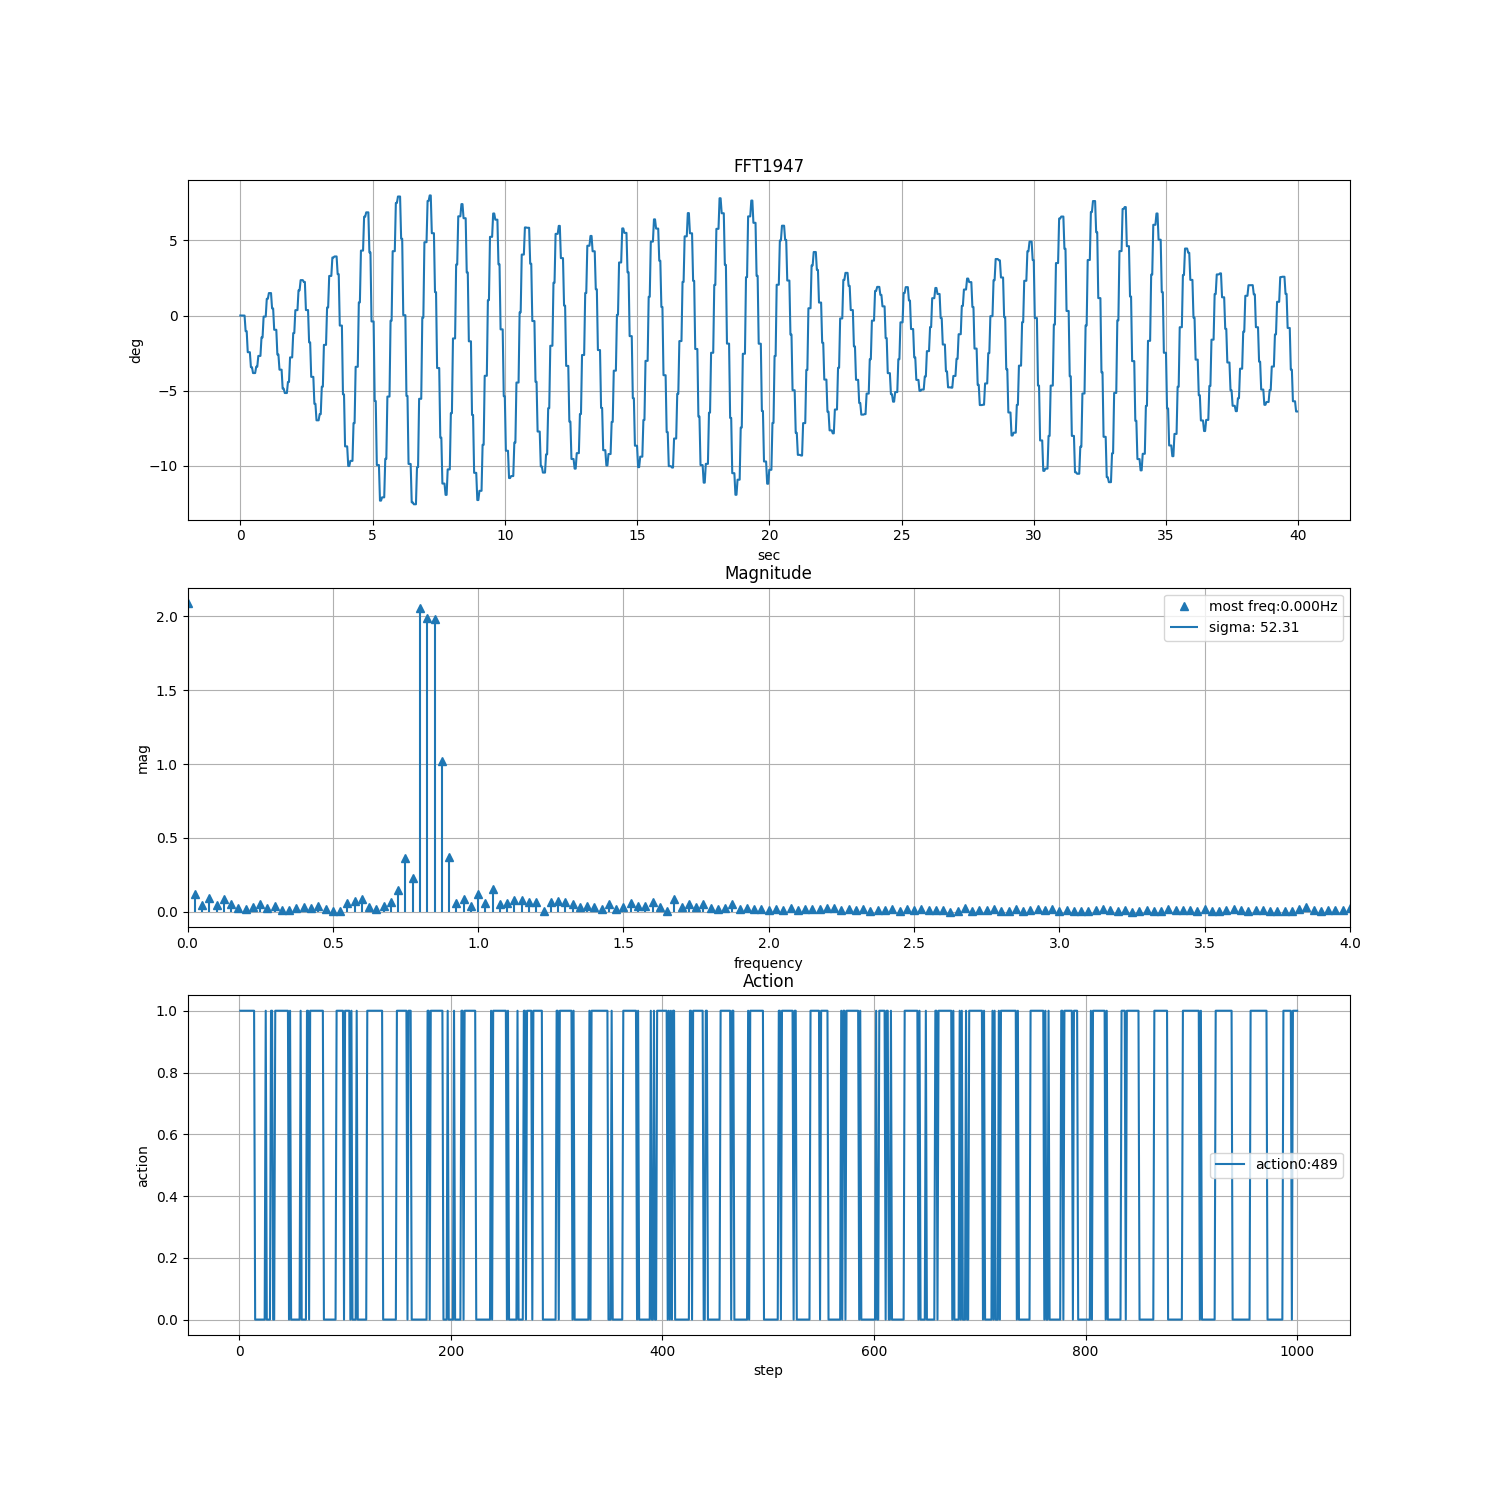 FFT1947
5
0
−5
−10
deg
0 5 10 15 20 25 30 35 40
sec
Magnitude
2.0
1.5
1.0
0.5
0.0
mag
most freq:0.000Hz
sigma: 52.31
0.0 0.5 1.0 1.5 2.0 2.5 3.0 3.5 4.0
frequency
Action
1.0
0.8
0.6
0.4
0.2
0.0
action
action0:489
0 200 400 600 800 1000
step